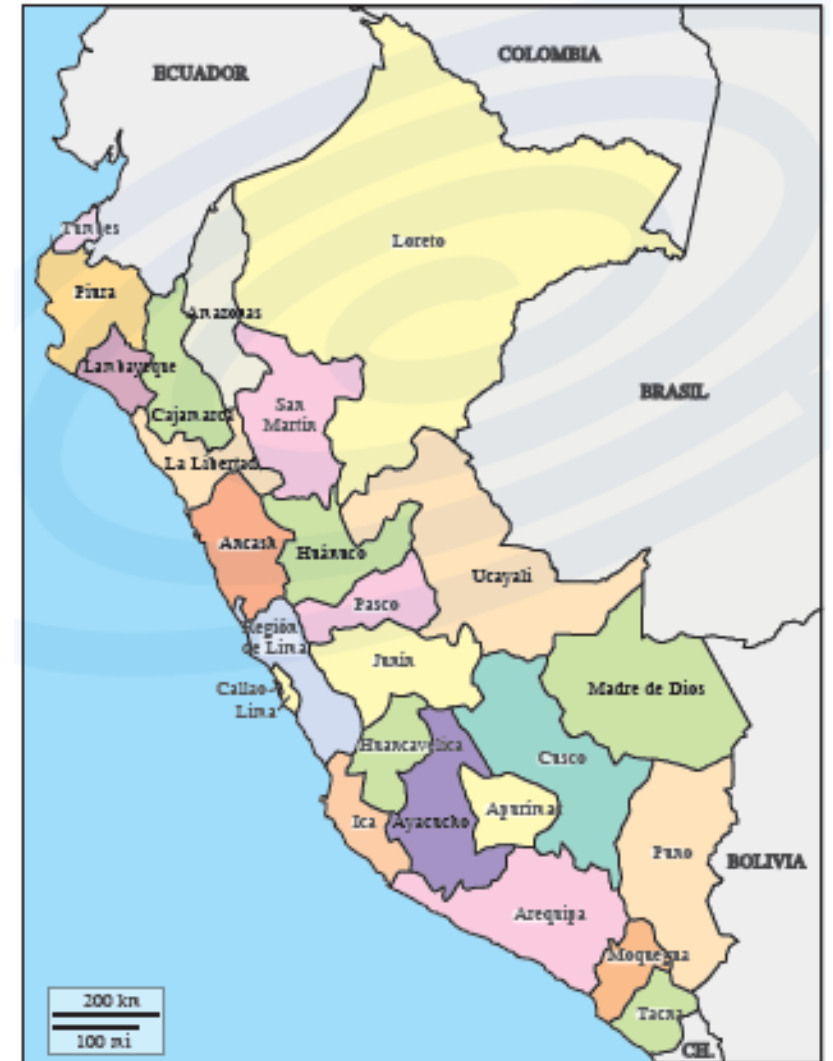 COLOMBIA
ECUADOR
Tumbes
Loreto
Piura
Amazonas
Lambayeque
BRASIL
San
Martín
Cajamarca
La Libertad
Ancash
Huánuco
Ucayali
Pasco
Región
de Lima
Junín
Callao
Lima
Madre de Dios
Huancavelica
Cusco
Apurímac
Ica
Ayacucho
Puno
BOLIVIA
Arequipa
Moquegua
200 km
100 mi
Tacna
CH.